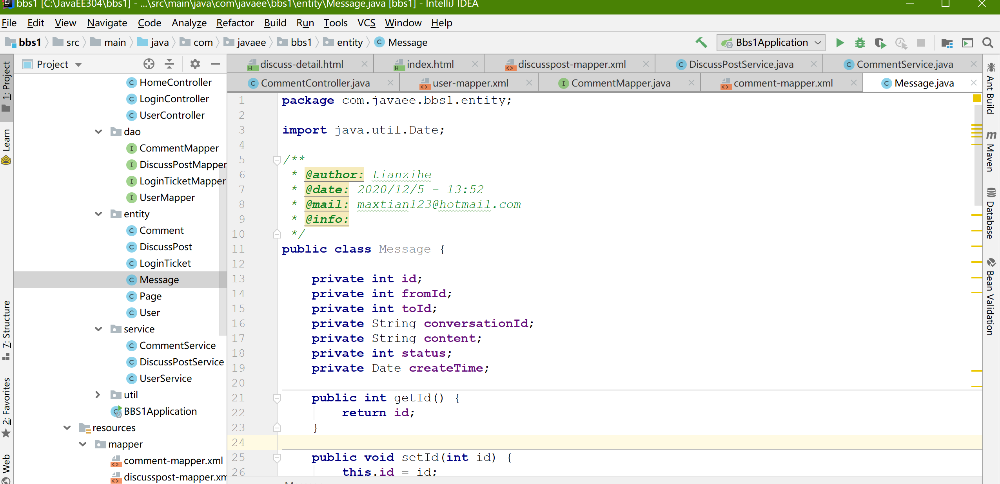 bbs1 [C:\JavaEE304\bbs1] - ...\src\main\java\com\javaee\bbs1\entity\Message.java [bbs1] - IntelliJ IDEA
File Edit View Navigate Code Analyze Refactor Build Run Tools VCS Window Help
bbs1 src main java com javaee bbs1 entity Message
Bbs1Application
1: Project
Learn
7: Structure
2: Favorites
Web
Project
HomeController
LoginController
UserController
dao
CommentMapper
DiscussPostMapper
LoginTicketMapper
UserMapper
entity
Comment
DiscussPost
LoginTicket
Message
Page
User
service
CommentService
DiscussPostService
UserService
util
BBS1Application
resources
mapper
comment-mapper.xml
discusspost-mapper.xm
discuss-detail.html index.html discusspost-mapper.xml DiscussPostService.java CommentService.java
CommentController.java user-mapper.xml CommentMapper.java comment-mapper.xml Message.java
1 package com.javaee.bbs1.entity;
2
3 import java.util.Date;
4
5 /**
6 * @author: tianzihe
7 * @date: 2020/12/5 - 13:52
8 * @mail: maxtian123@hotmail.com
9 * @info:
10 */
11 public class Message {
12
13 private int id;
14 private int fromId;
15 private int toId;
16 private String conversationId;
17 private String content;
18 private int status;
19 private Date createTime;
20
21 public int getId() {
22 return id;
23 }
24
25 public void setId(int id) {
26 this.id = id;
Ant Build
Maven
Database
Bean Validation